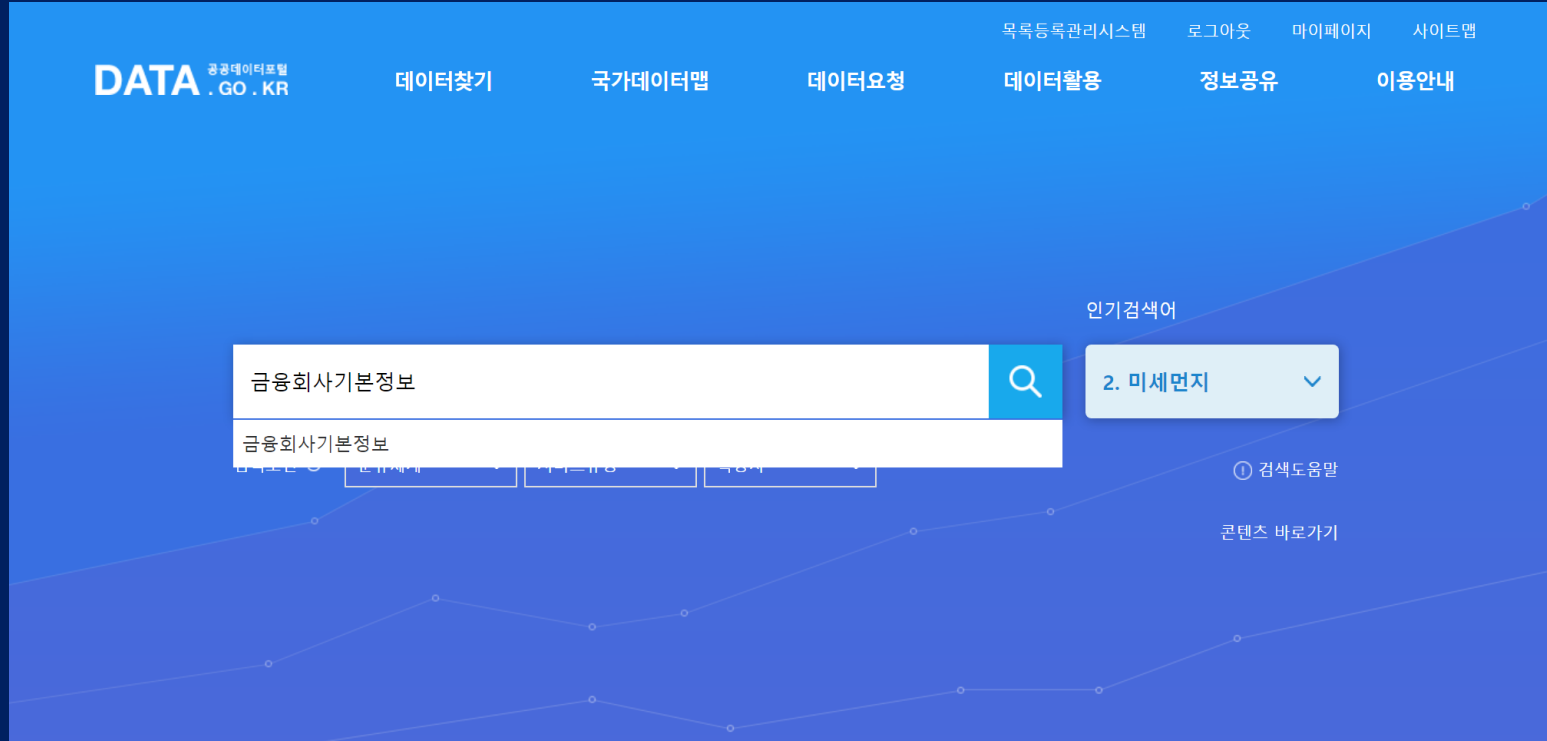 목록등록관리시스템 로그아웃 마이페이지 사이트맵
DATA 공공데이터포털 .GO.KR
데이터찾기 국가데이터맵 데이터요청 데이터활용 정보공유 이용안내
인기검색어
금융회사기본정보
2. 미세먼지
금융회사기본정보
검색도움말
콘텐츠 바로가기